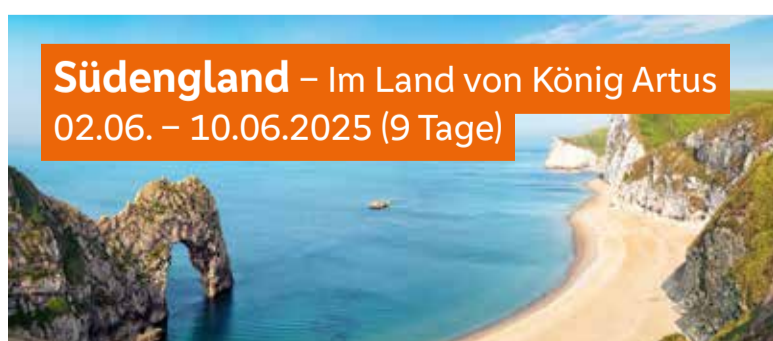 Südengland – Im Land von König Artus
02.06. – 10.06.2025 (9 Tage)